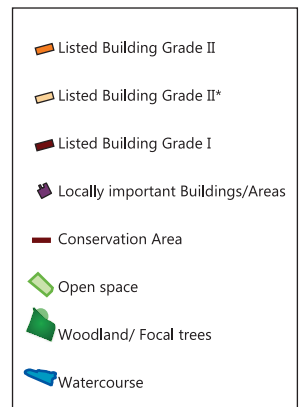 Listed Building Grade II
Listed Building Grade II*
Listed Building Grade I
Locally important Buildings/Areas
Conservation Area
Open space
Woodland/ Focal trees
Watercourse